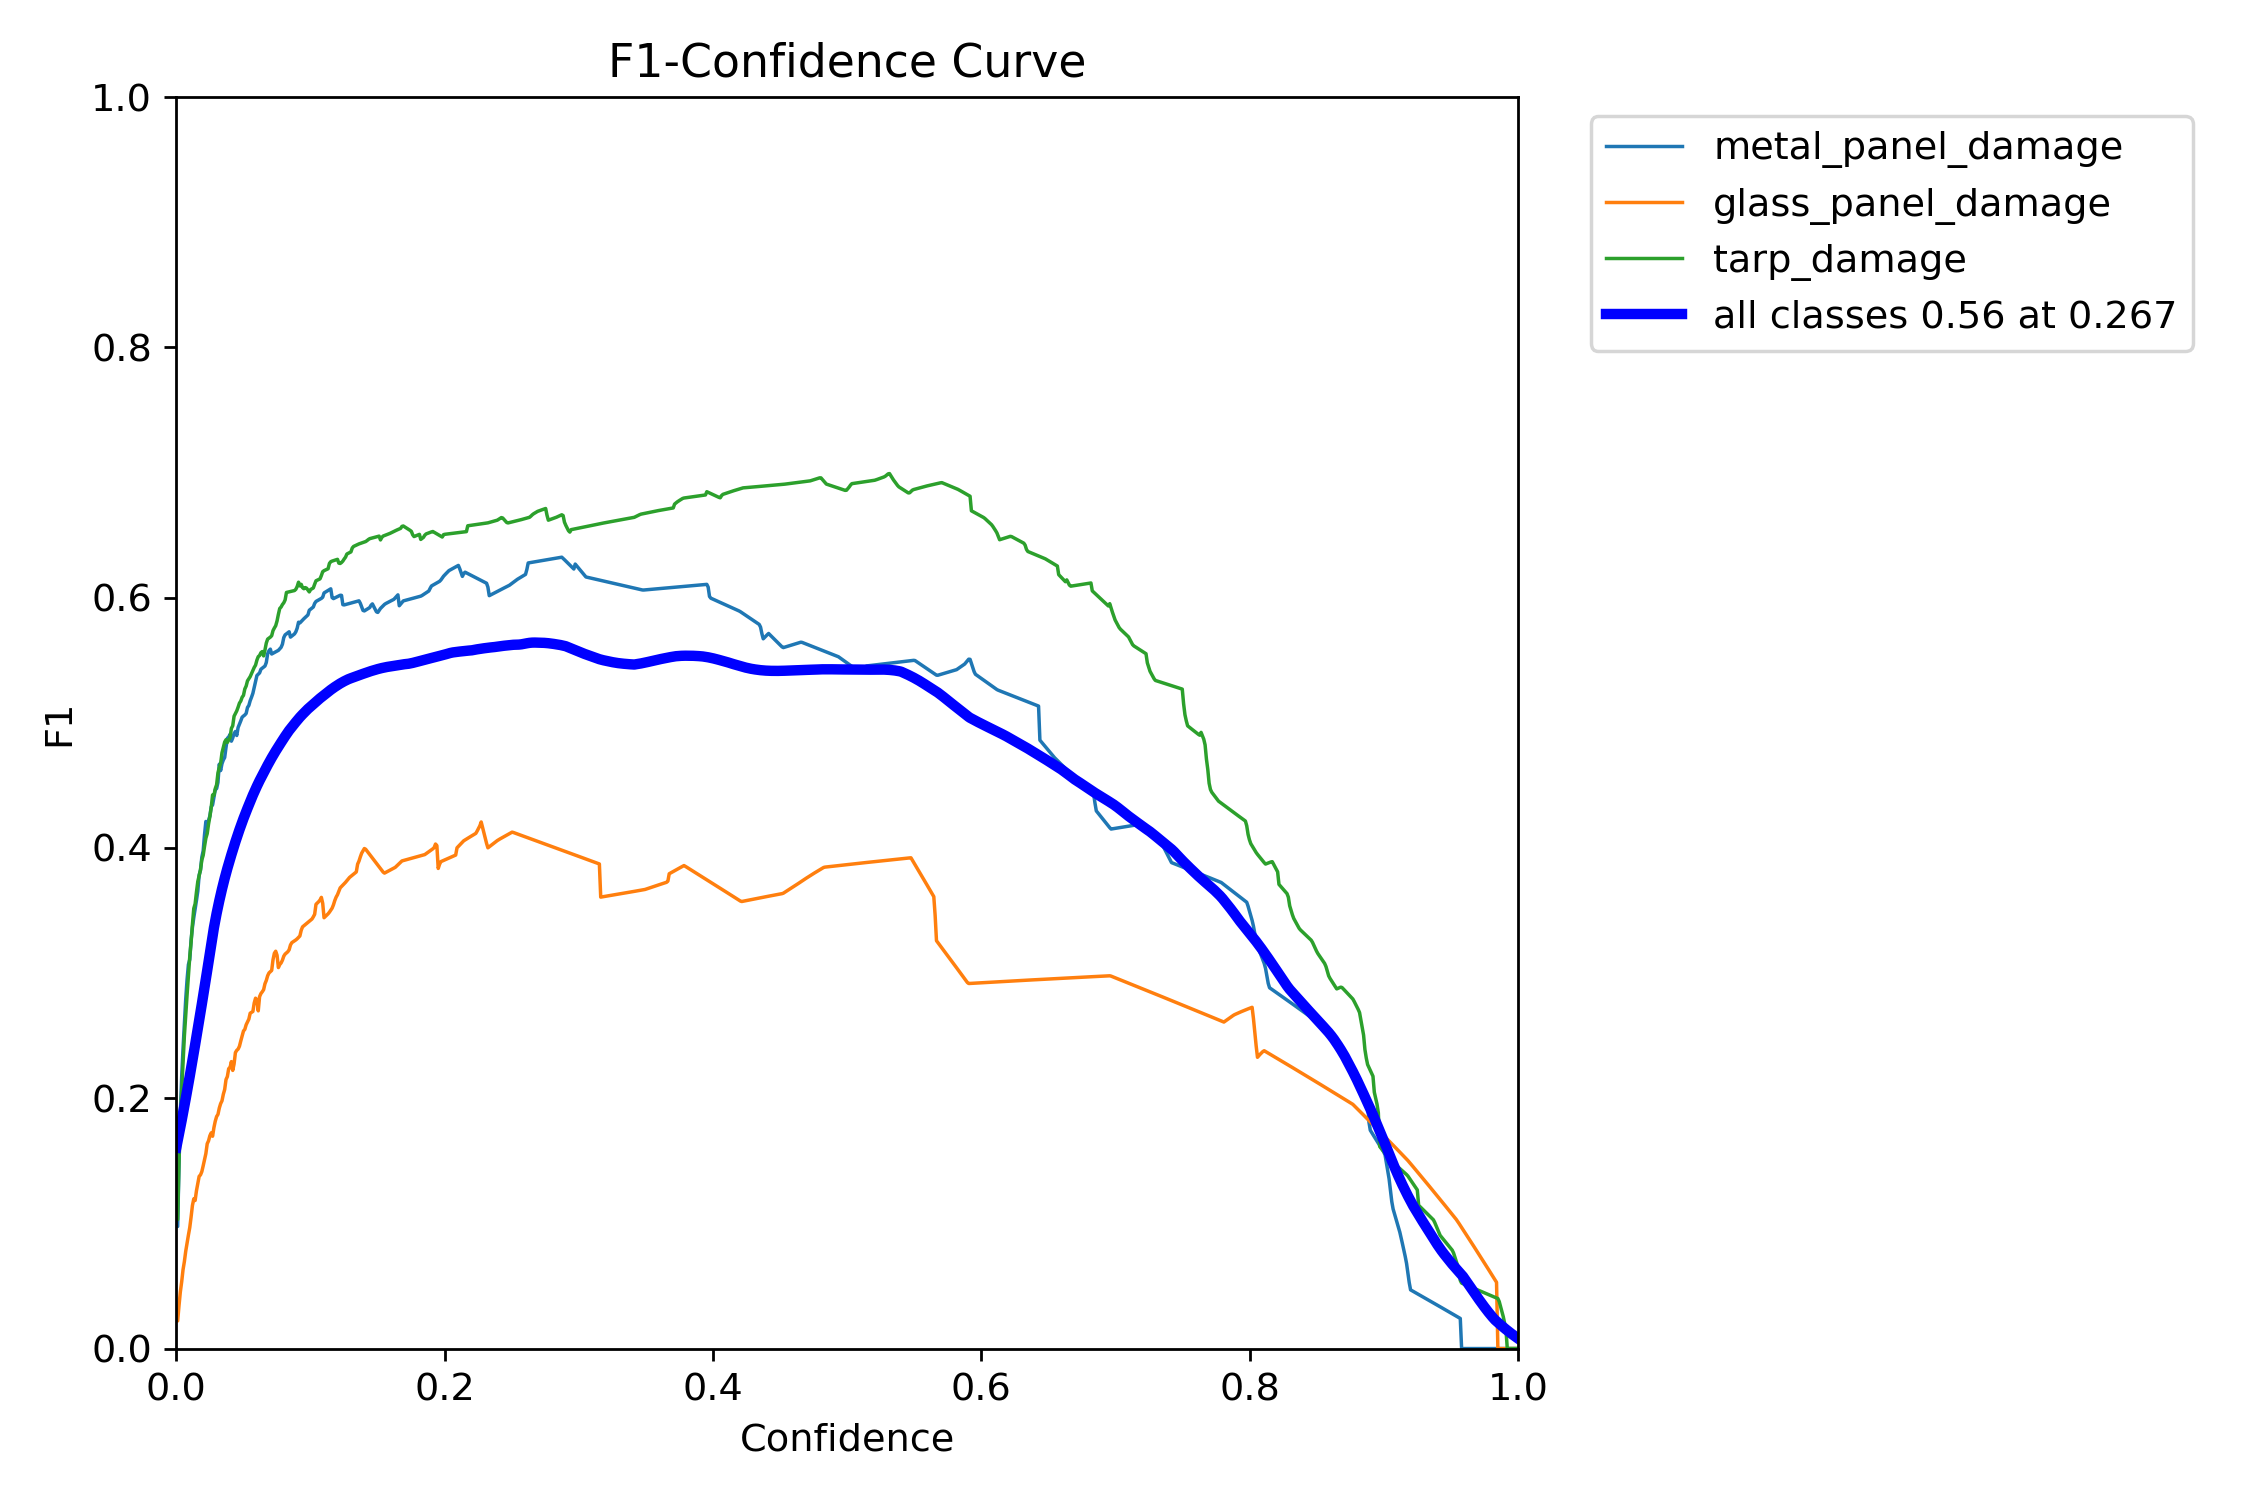 F1-Confidence Curve
1.0
0.8
0.6
0.4
0.2
0.0
F1
0.0 0.2 0.4 0.6 0.8 1.0
Confidence
metal_panel_damage
glass_panel_damage
tarp_damage
all classes 0.56 at 0.267